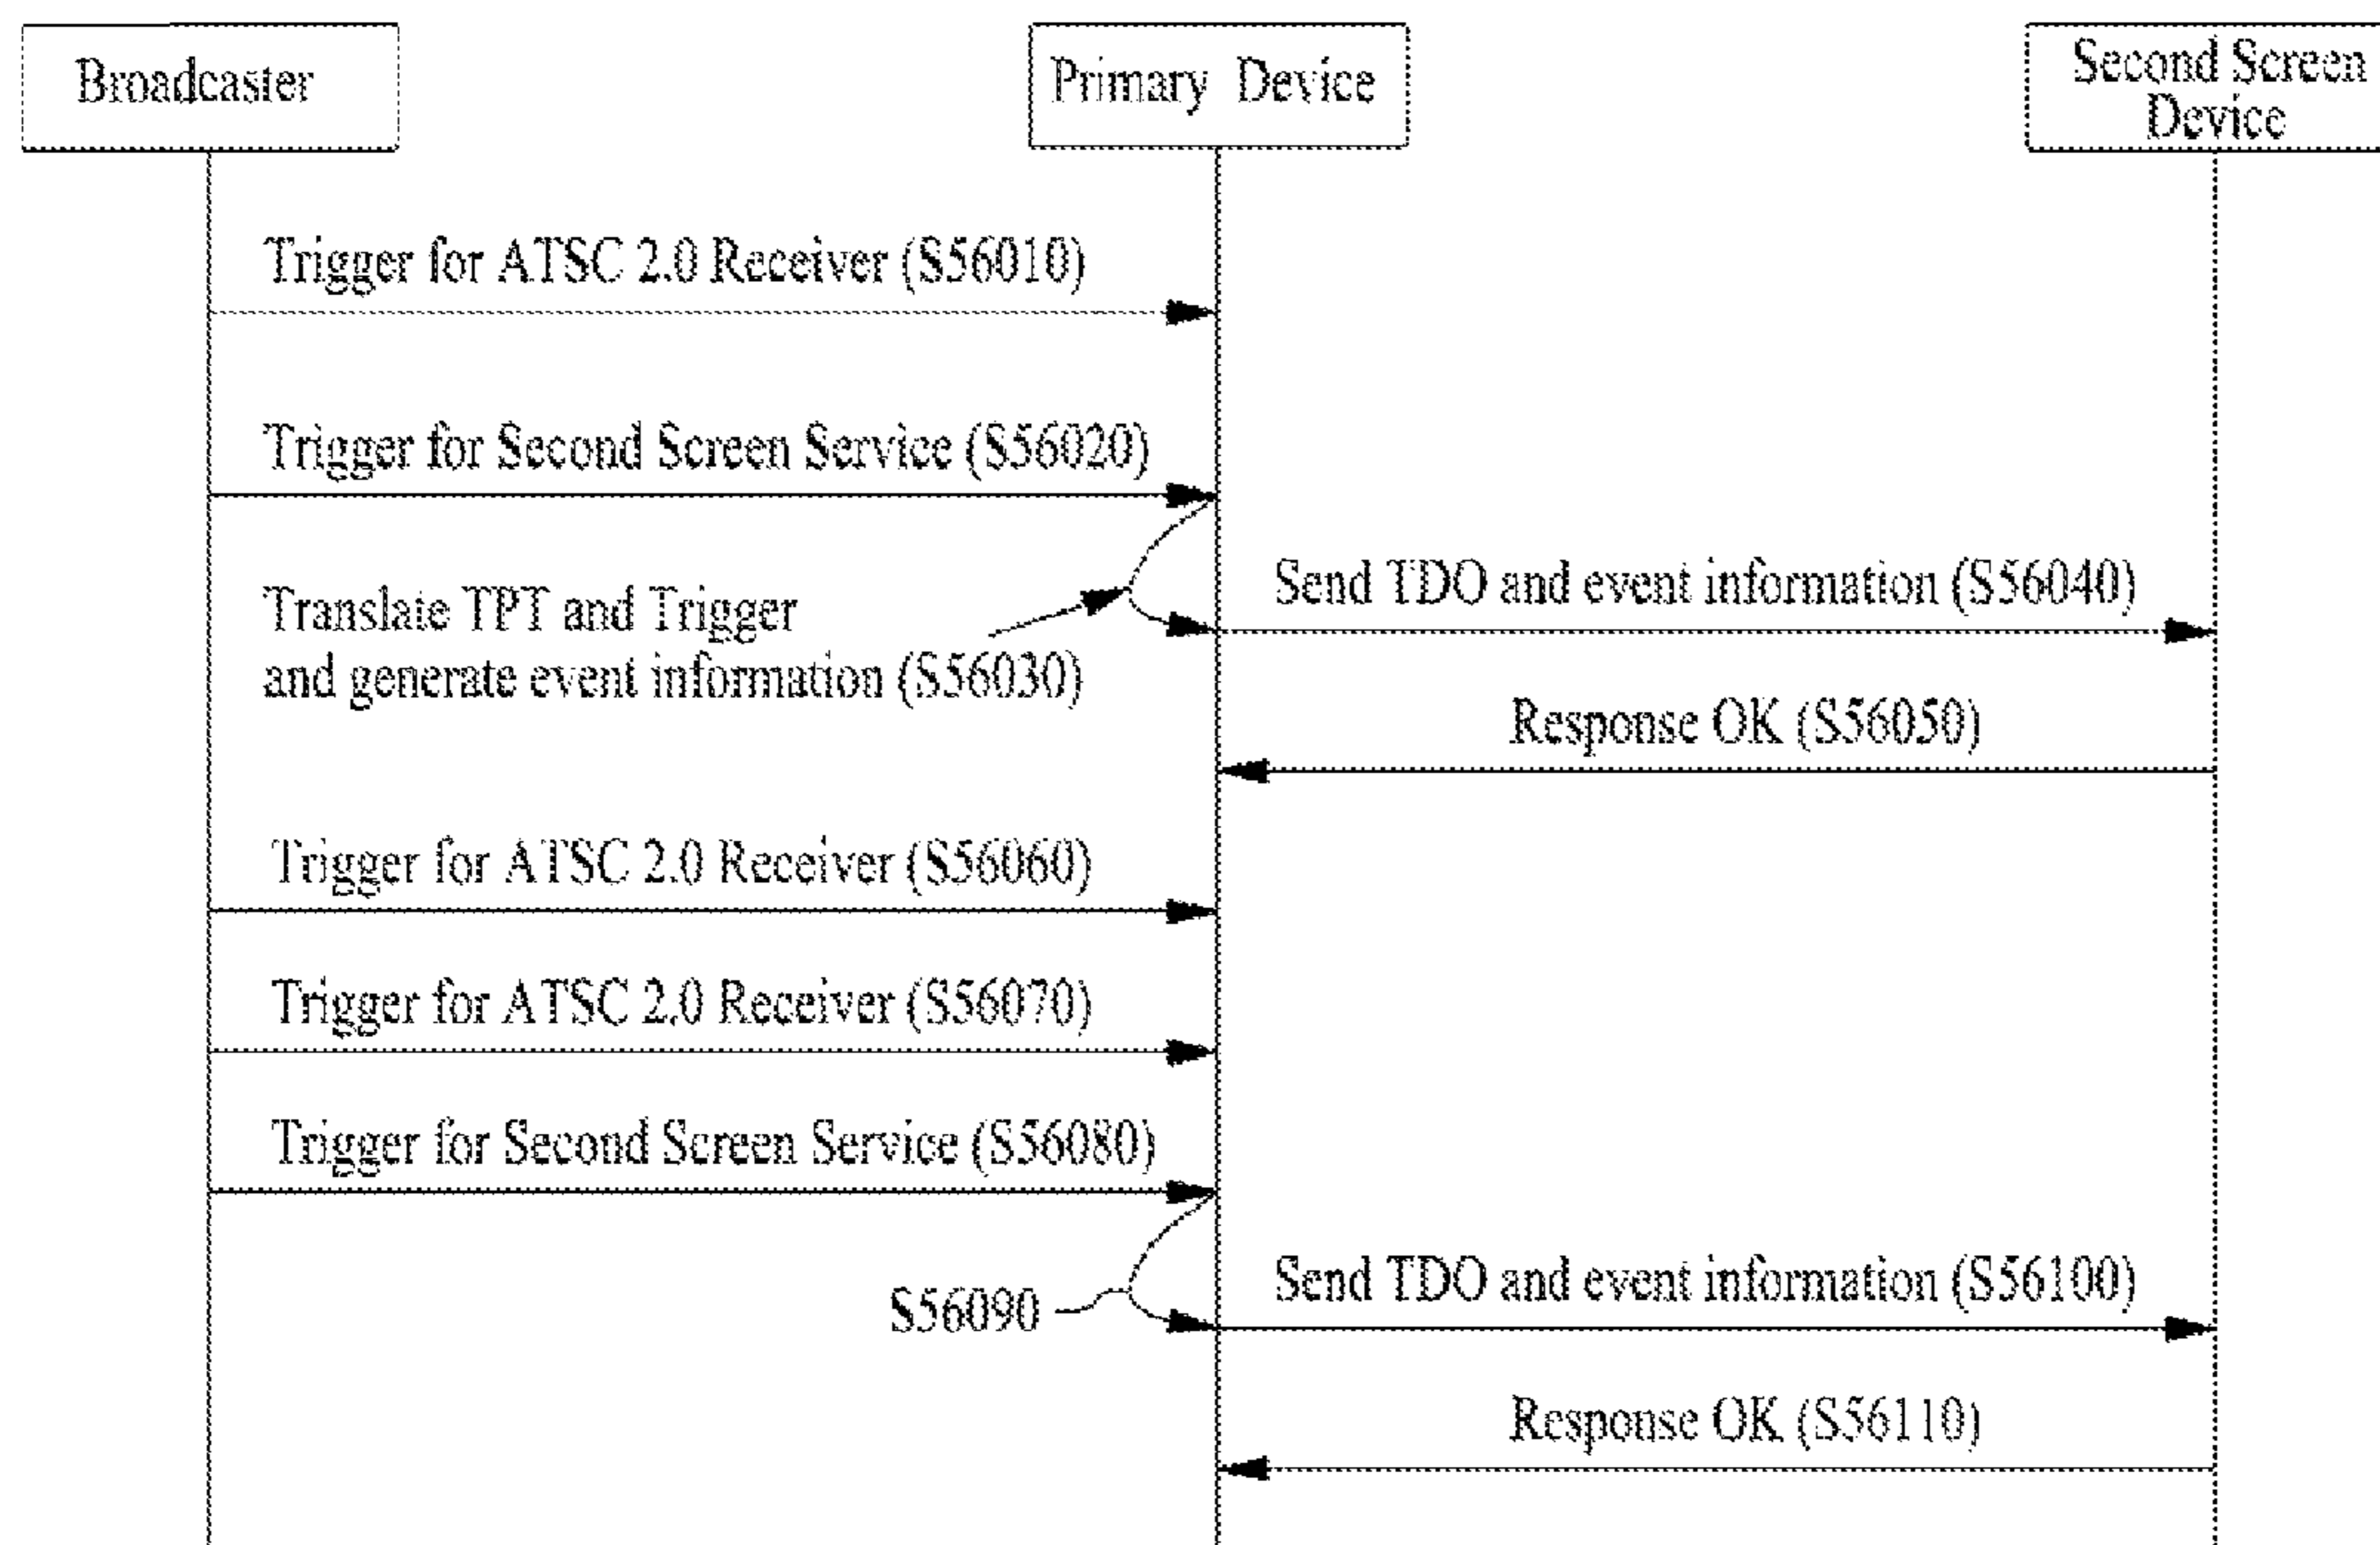 Broadcaster
Primary Device
Second Screen
Device
Trigger for ATSC 2.0 Receiver (S56010)
Trigger for Second Screen Service (S56020)
Translate TPT and Trigger
and generate event information (S56030)
Send TDO and event information (S56040)
Response OK (S56050)
Trigger for ATSC 2.0 Receiver (S56060)
Trigger for ATSC 2.0 Receiver (S56070)
Trigger for Second Screen Service (S56080)
S56090
Send TDO and event information (S56100)
Response OK (S56110)